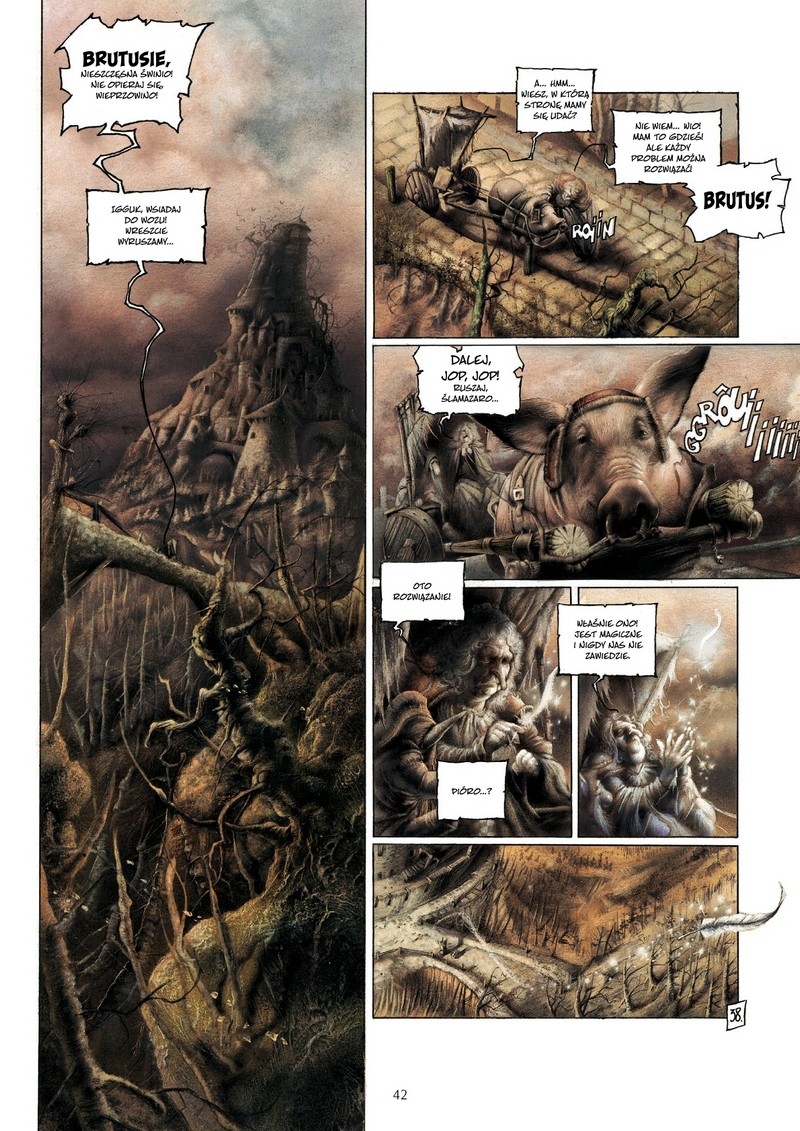 BRUTUSIE,
NIESZCZĘSNA ŚWINIO!
NIE OPIERAJ SIĘ,
WIEPRZOWINO!
IGGUK, WSIADAJ
DO WOZU!
WRESZCIE
WYRUSZAMY...
A... HMM...
WIESZ, W KTÓRĄ
STRONĘ MAMY
SIĘ UDAĆ?
NIE WIEM... WIO!
MAM TO GDZIEŚ!
ALE KAŻDY
PROBLEM MOŻNA
ROZWIĄZAĆ!
BRUTUS!
ROIIIN
DALEJ,
JOP, JOP!
RUSZAJ,
ŚLAMAZARO...
GGRÔUIIIIIIIII
OTO
ROZWIĄZANIE!
PIÓRO...?
WŁAŚNIE ONO!
JEST MAGICZNE
I NIGDY NAS NIE
ZAWIEDZIE.
38.
42